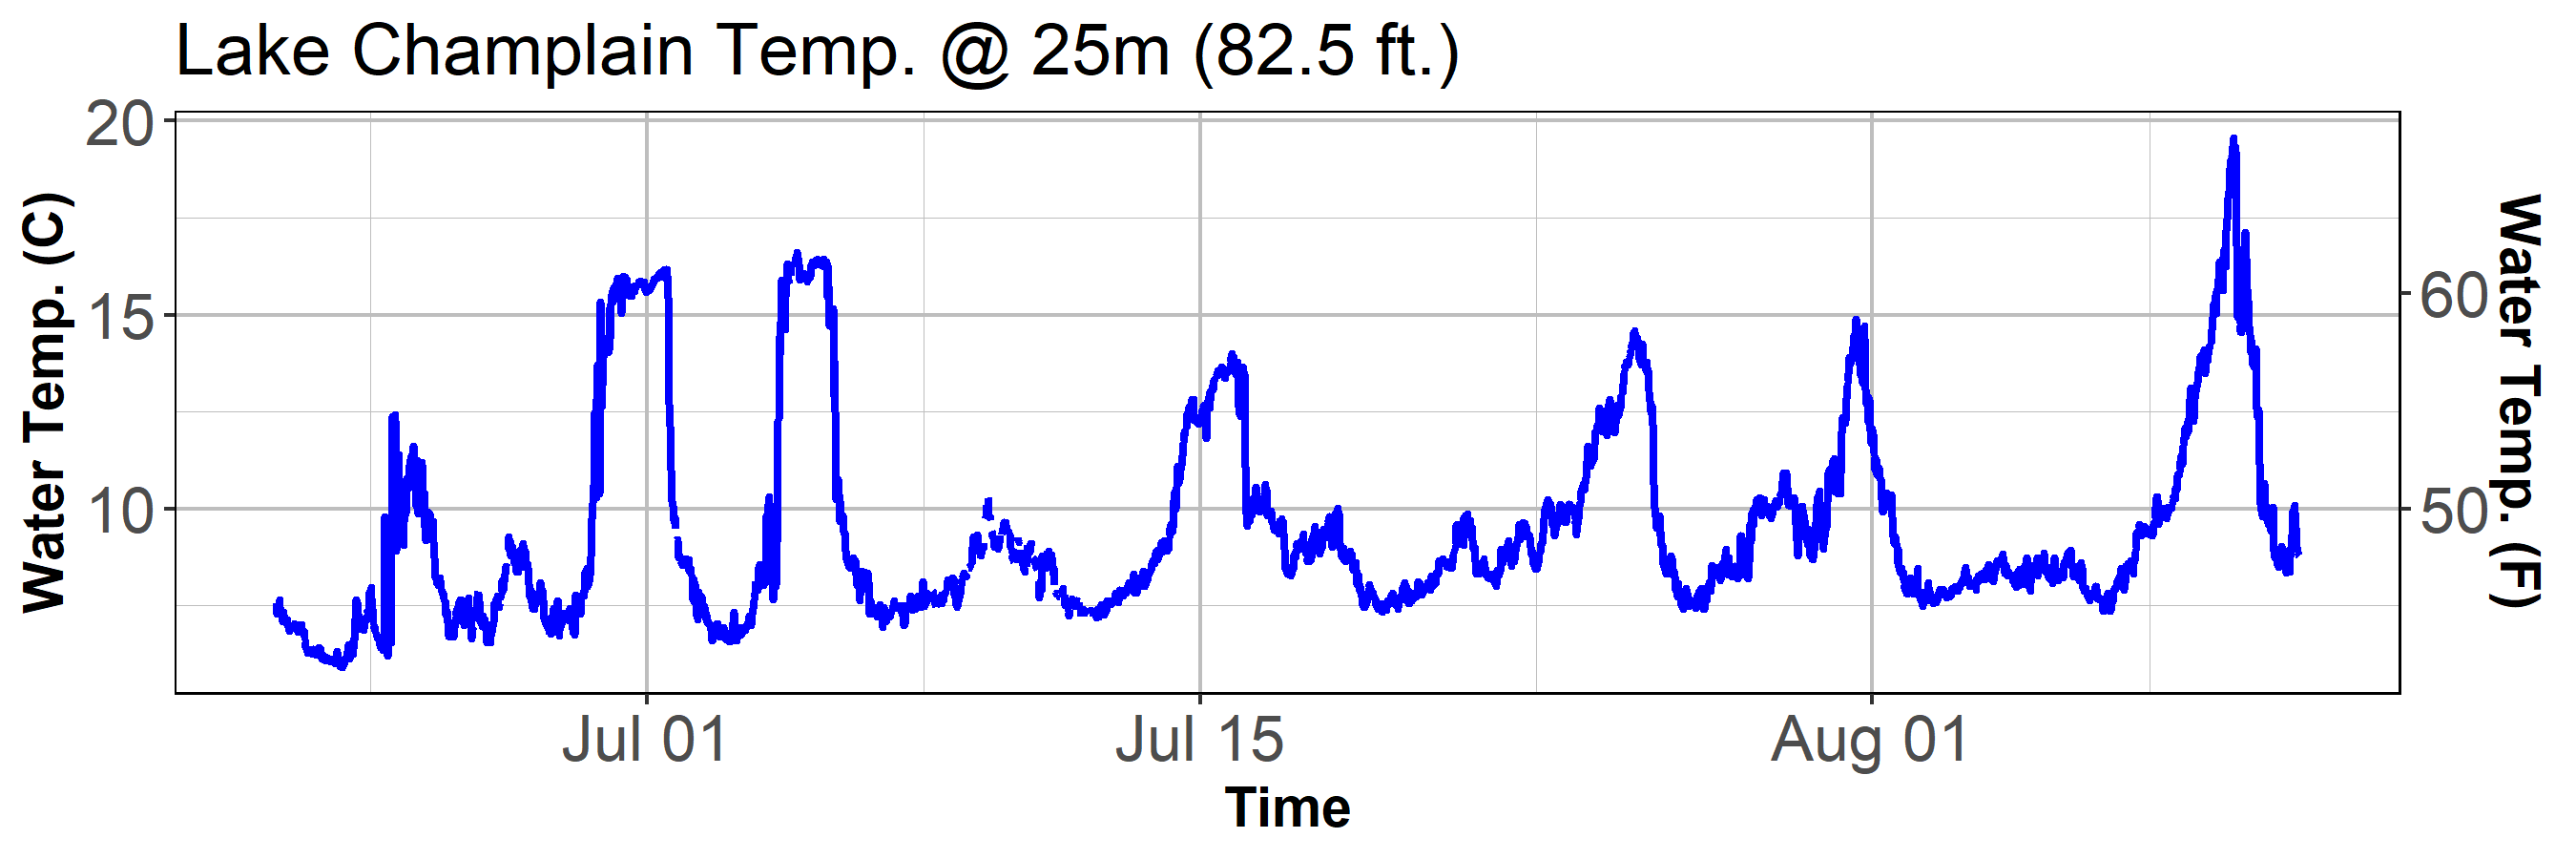 Lake Champlain Temp. @ 25m (82.5 ft.)
Water Temp. (C)
20
15
10
60
50
Water Temp. (F)
Jul 01
Jul 15
Aug 01
Time